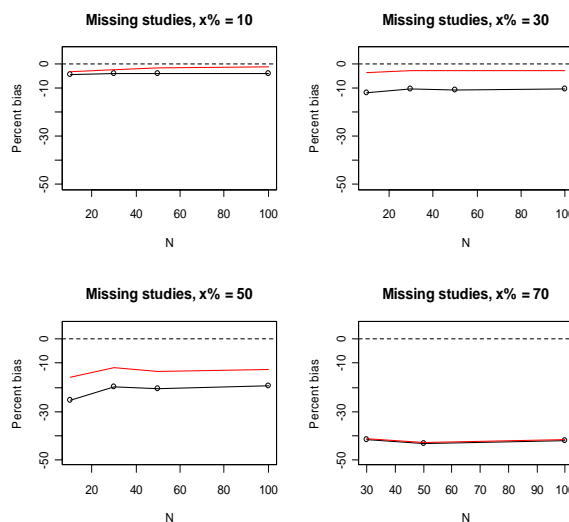 Missing studies, x% = 10
Percent bias
0
-10
-30
-50
20 40 60 80 100
N
Missing studies, x% = 30
Percent bias
0
-10
-30
-50
20 40 60 80 100
N
Missing studies, x% = 50
Percent bias
0
-10
-30
-50
20 40 60 80 100
N
Missing studies, x% = 70
Percent bias
0
-10
-30
-50
30 40 50 60 70 80 90 100
N